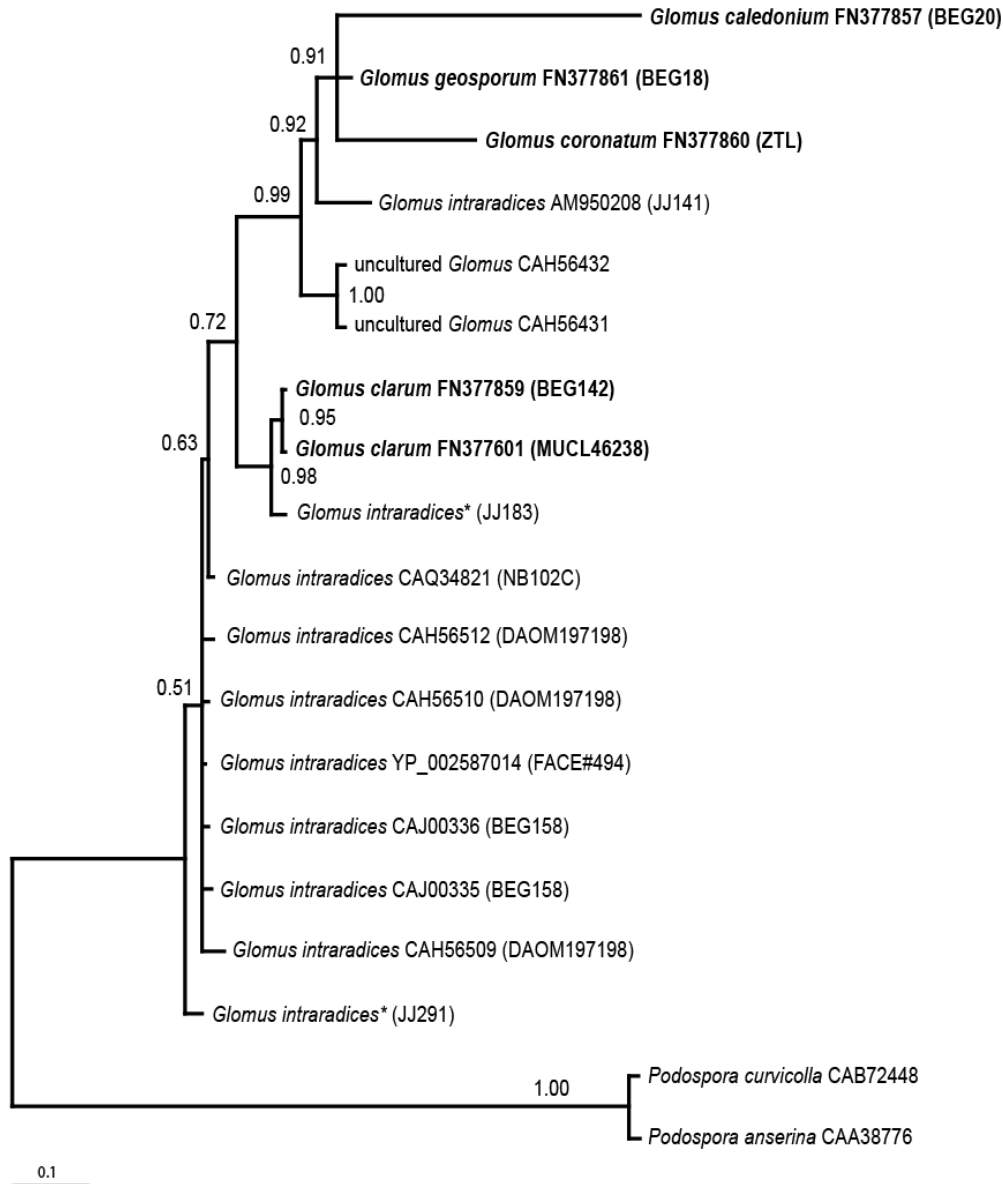 Glomus caledonium FN377857 (BEG20)
0.91
Glomus geosporum FN377861 (BEG18)
0.92
Glomus coronatum FN377860 (ZTL)
0.99
Glomus intraradices AM950208 (JJ141)
uncultured Glomus CAH56432
1.00
uncultured Glomus CAH56431
0.72
Glomus clarum FN377859 (BEG142)
0.95
0.63
Glomus clarum FN377601 (MUCL46238)
0.98
Glomus intraradices* (JJ183)
Glomus intraradices CAQ34821 (NB102C)
Glomus intraradices CAH56512 (DAOM197198)
0.51
Glomus intraradices CAH56510 (DAOM197198)
Glomus intraradices YP_002587014 (FACE#494)
Glomus intraradices CAJ00336 (BEG158)
Glomus intraradices CAJ00335 (BEG158)
Glomus intraradices CAH56509 (DAOM197198)
Glomus intraradices* (JJ291)
Podospora curvicolla CAB72448
1.00
Podospora anserina CAA38776
0.1